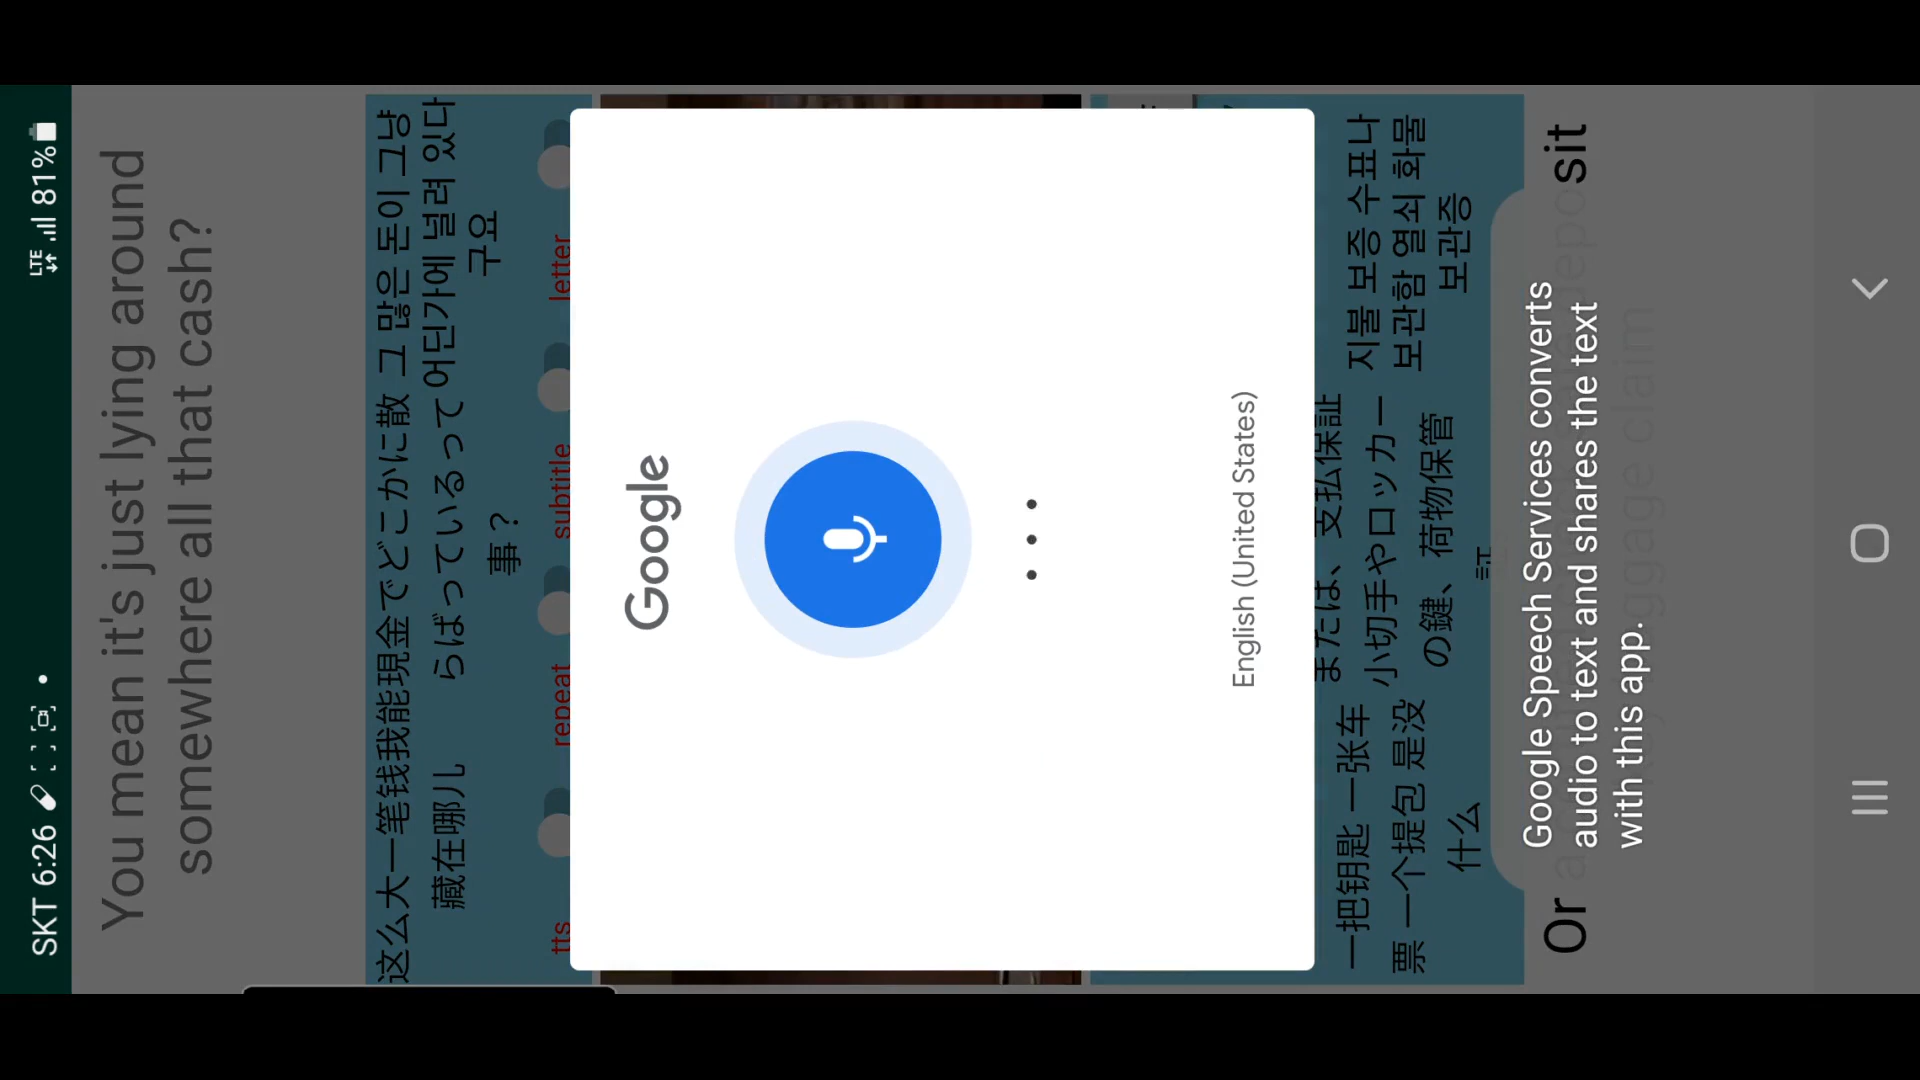 SKT 6:26
LTE 81%
You mean it's just lying around
somewhere all that cash?
这么大一笔钱我能
藏在哪儿
現金でどこかに散
らばっているって
事？
그 많은 돈이 그냥
어딘가에 널려 있다
구요
tts
repeat
subtitle
letter
Google
English (United States)
一把钥匙 一张车
票 一个提包 是没
什么
または、支払保証
小切手やロッカー
の鍵、荷物保管
証
지불 보증 수표나
보관함 열쇠 화물
보관증
Or a deposit
luggage claim
Google Speech Services converts
audio to text and shares the text
with this app.